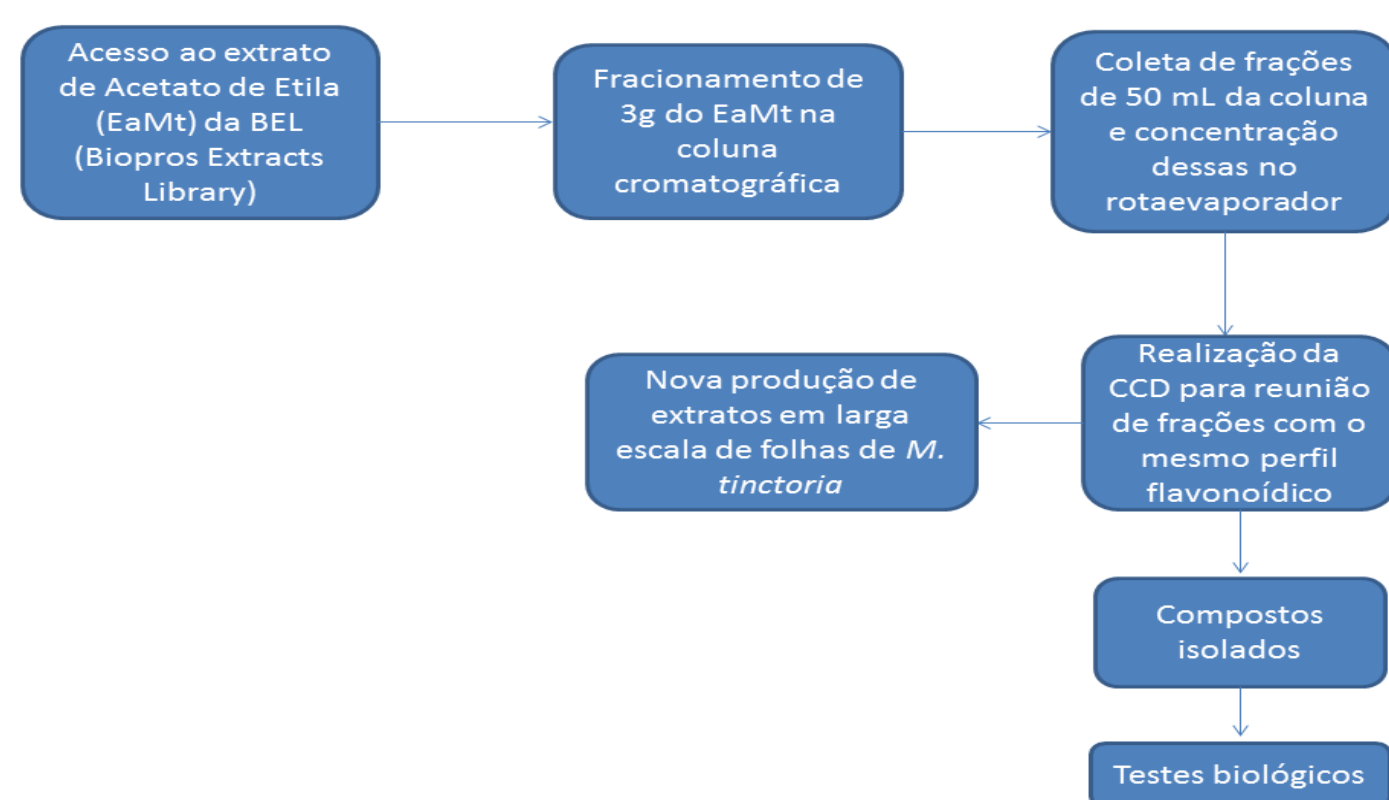 Acesso ao extrato
de Acetato de Etila
(EaMt) da BEL
(Biopros Extracts
Library)
Fracionamento de
3g do EaMt na
coluna
cromatográfica
Coleta de frações
de 50 mL da coluna
e concentração
dessas no
rotaevaporador
Realização da
CCD para reunião
de frações com o
mesmo perfil
flavonoídico
Nova produção de
extratos em larga
escala de folhas de M.
tinctoria
Compostos
isolados
Testes biológicos